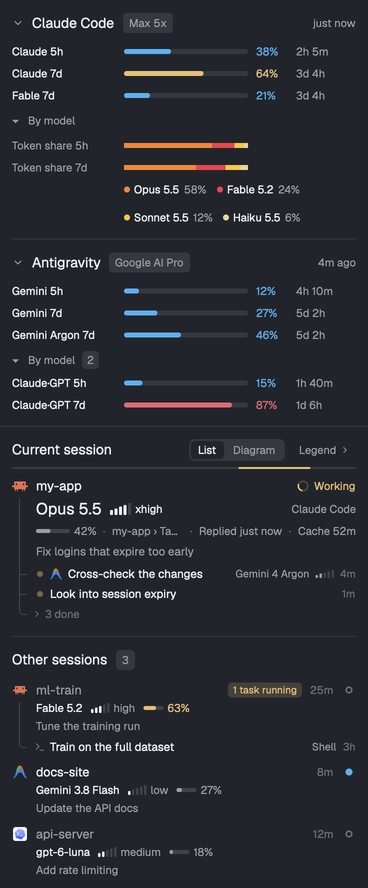 Claude Code Max 5x just now
Claude 5h 38% 2h 5m
Claude 7d 64% 3d 4h
Fable 7d 21% 3d 4h
By model
Token share 5h
Token share 7d
Opus 5.5 58% Fable 5.2 24%
Sonnet 5.5 12% Haiku 5.5 6%
Antigravity Google AI Pro 4m ago
Gemini 5h 12% 4h 10m
Gemini 7d 27% 5d 2h
Gemini Argon 7d 46% 5d 2h
By model 2
Claude·GPT 5h 15% 1h 40m
Claude·GPT 7d 87% 1d 6h
Current session List Diagram Legend >
my-app Working
Opus 5.5 xhigh Claude Code
42% · my-app › Ta... · Replied just now · Cache 52m
Fix logins that expire too early
Cross-check the changes Gemini 4 Argon 4m
Look into session expiry 1m
> 3 done
Other sessions 3
ml-train 1 task running 25m
Fable 5.2 high 63%
Tune the training run
Train on the full dataset Shell 3h
docs-site 8m
Gemini 3.8 Flash low 27%
Update the API docs
api-server 12m
gpt-6-luna medium 18%
Add rate limiting